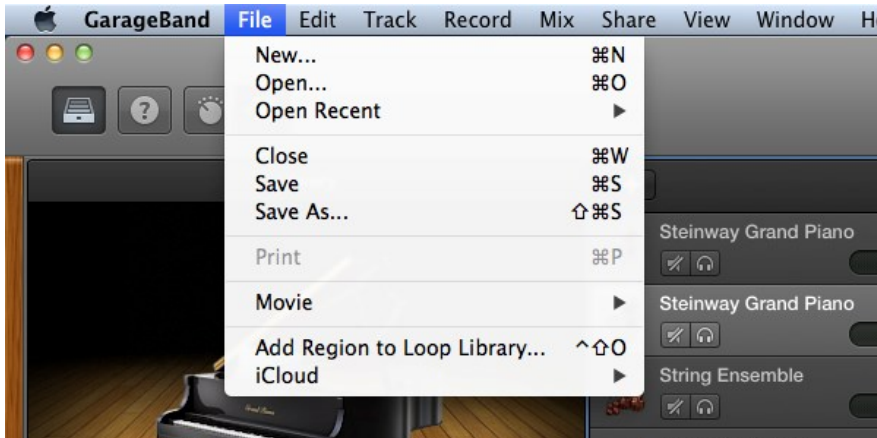 GarageBand File Edit Track Record Mix Share View Window
New... ⌘N
Open... ⌘O
Open Recent ▶
Close ⌘W
Save ⌘S
Save As... ⇧⌘S
Print ⌘P
Movie ▶
Add Region to Loop Library... ^⇧O
iCloud ▶
Steinway Grand Piano
Steinway Grand Piano
String Ensemble